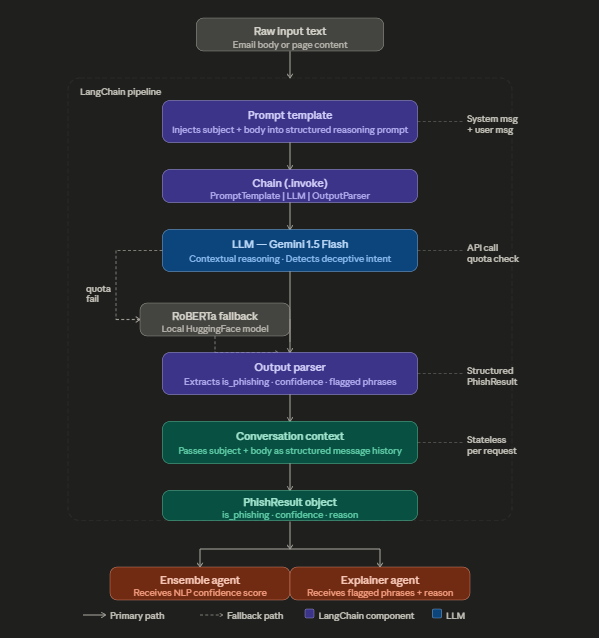 Raw input text
Email body or page content
LangChain pipeline
Prompt template
Injects subject + body into structured reasoning prompt
System msg
+ user msg
Chain (.invoke)
PromptTemplate | LLM | OutputParser
LLM — Gemini 1.5 Flash
Contextual reasoning · Detects deceptive intent
API call
quota check
quota
fail
RoBERTa fallback
Local HuggingFace model
Output parser
Extracts is_phishing · confidence · flagged phrases
Structured
PhishResult
Conversation context
Passes subject + body as structured message history
Stateless
per request
PhishResult object
is_phishing · confidence · reason
Ensemble agent
Receives NLP confidence score
Explainer agent
Receives flagged phrases + reason
Primary path
Fallback path
LangChain component
LLM